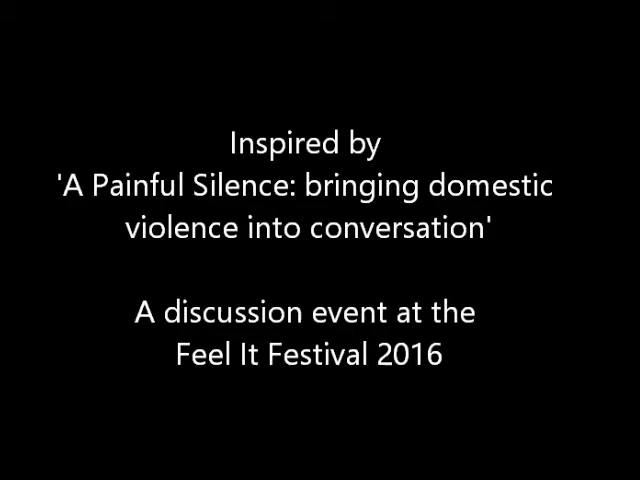 Inspired by
'A Painful Silence: bringing domestic
violence into conversation'
A discussion event at the
Feel It Festival 2016